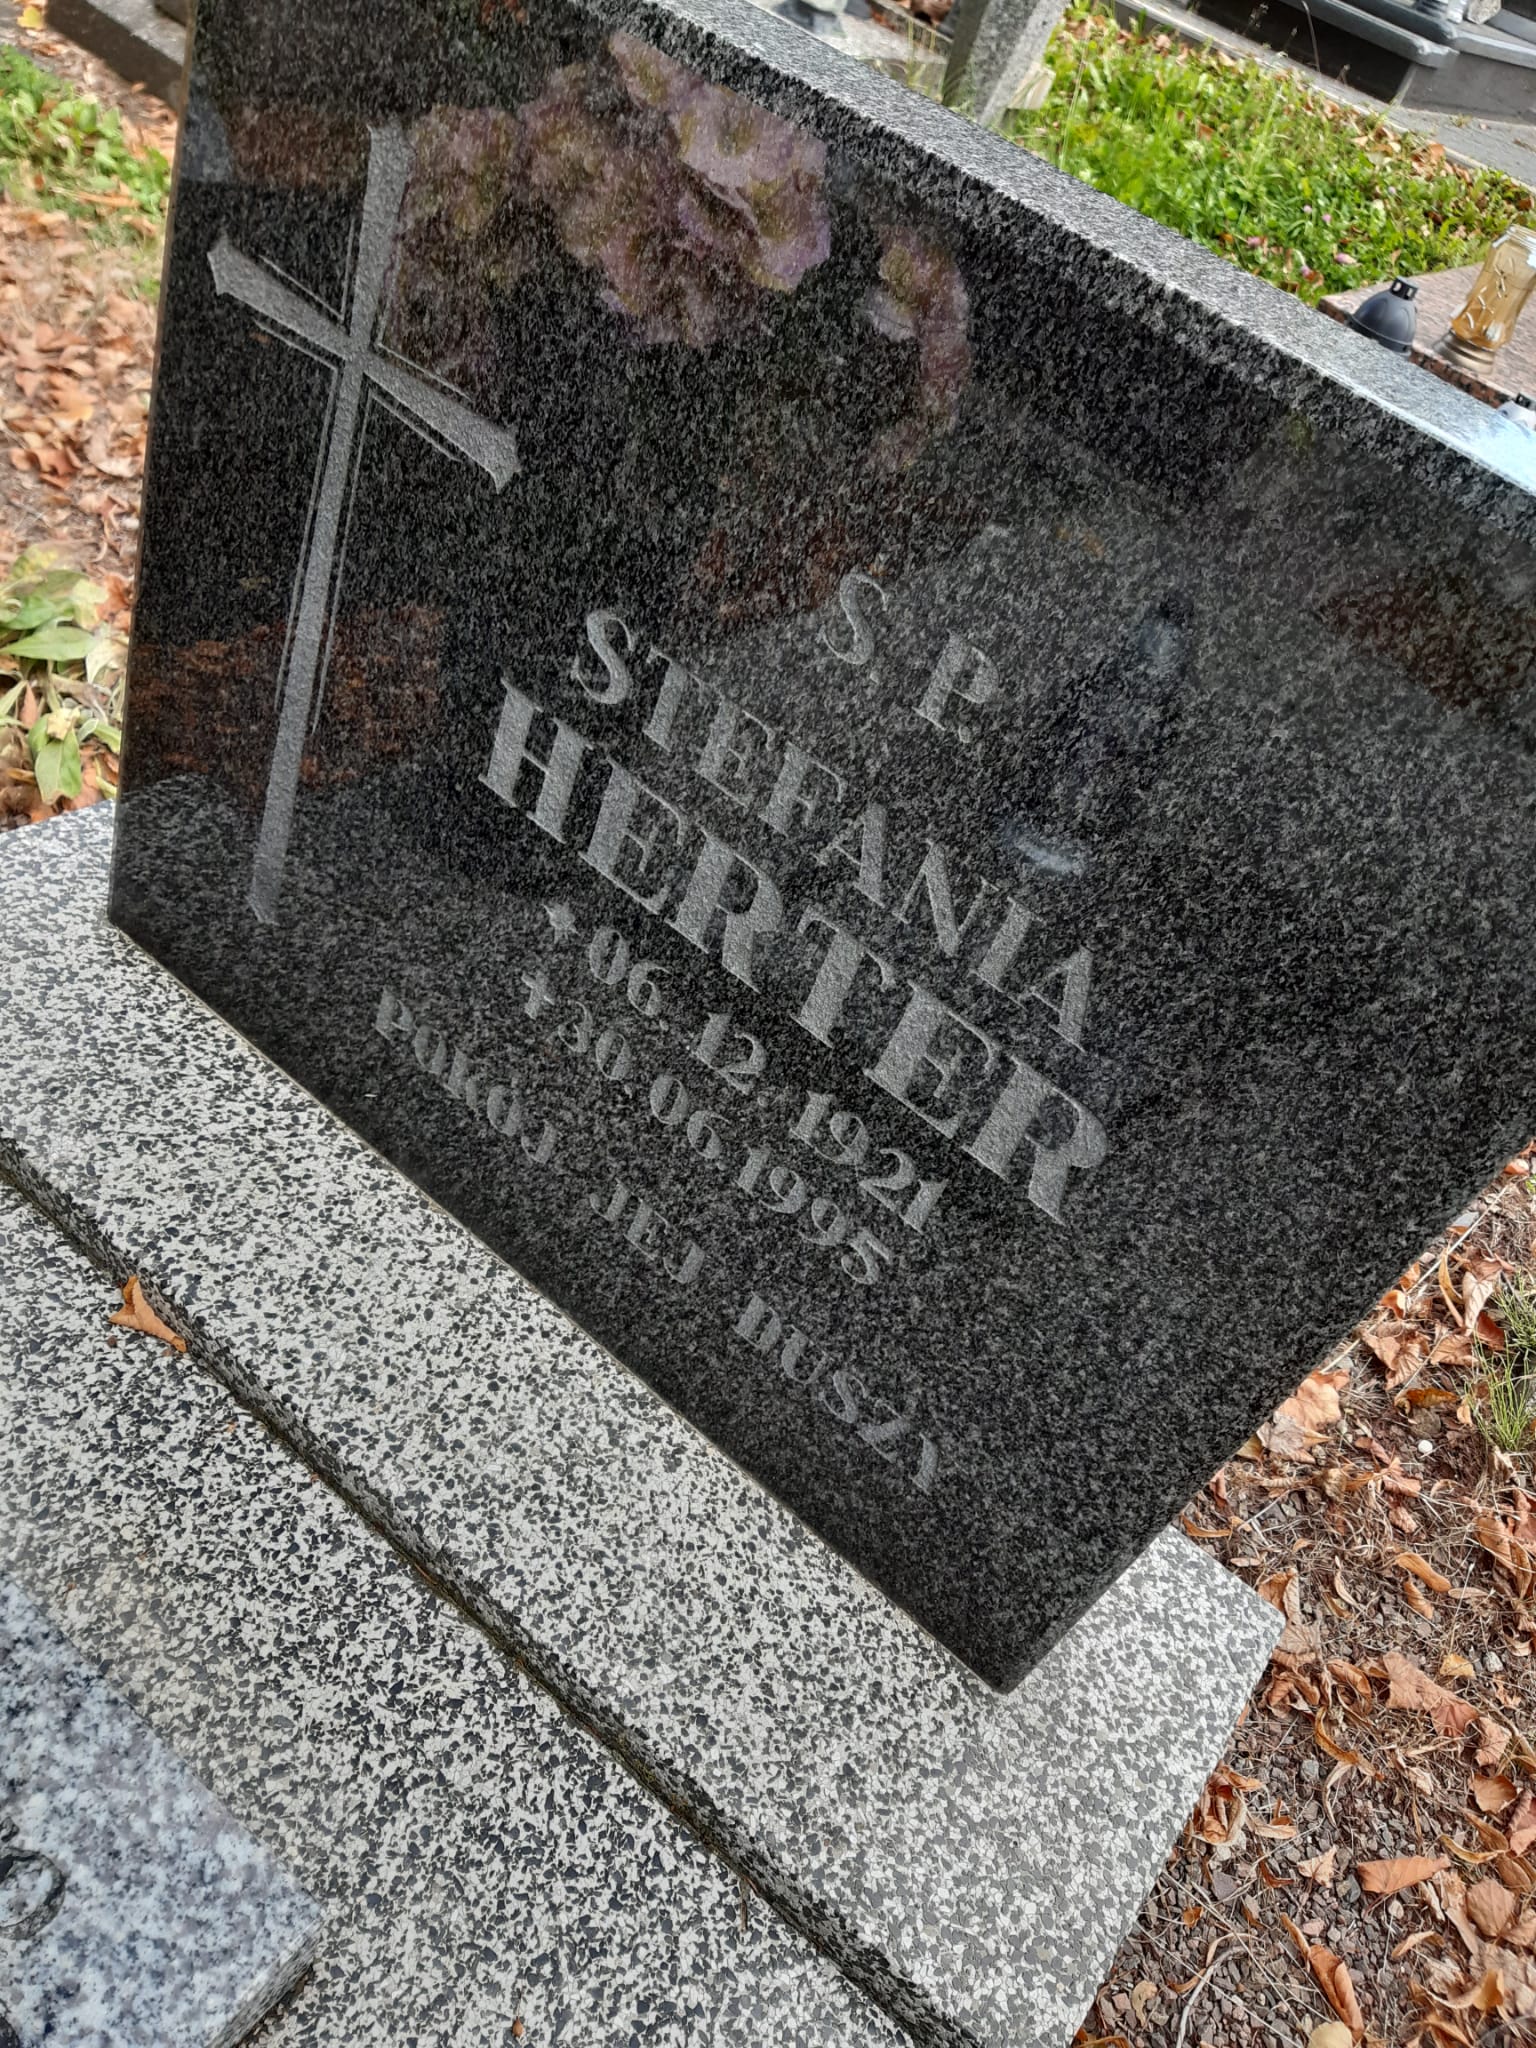 Ś. P.
STEFANIA
HERTER
* 06. 12. 1921
+ 30. 06. 1995
POKÓJ JEJ DUSZY